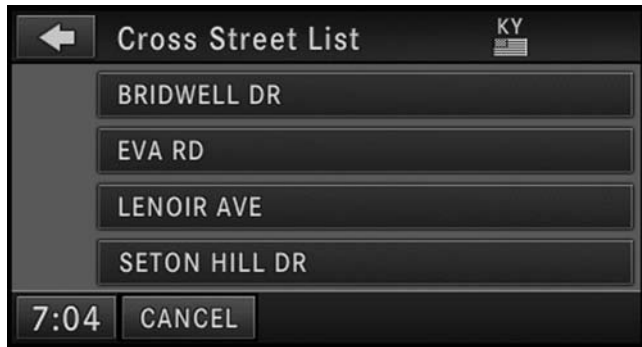 Cross Street List
KY
BRIDWELL DR
EVA RD
LENOIR AVE
SETON HILL DR
7:04
CANCEL